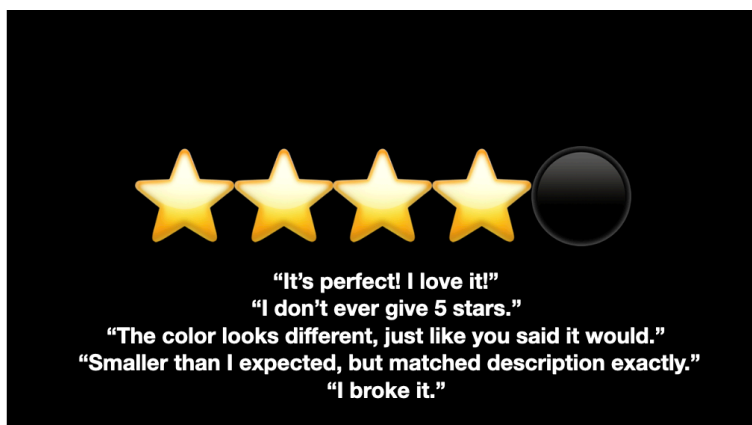 “It’s perfect! I love it!”
“I don’t ever give 5 stars.”
“The color looks different, just like you said it would.”
“Smaller than I expected, but matched description exactly.”
“I broke it.”